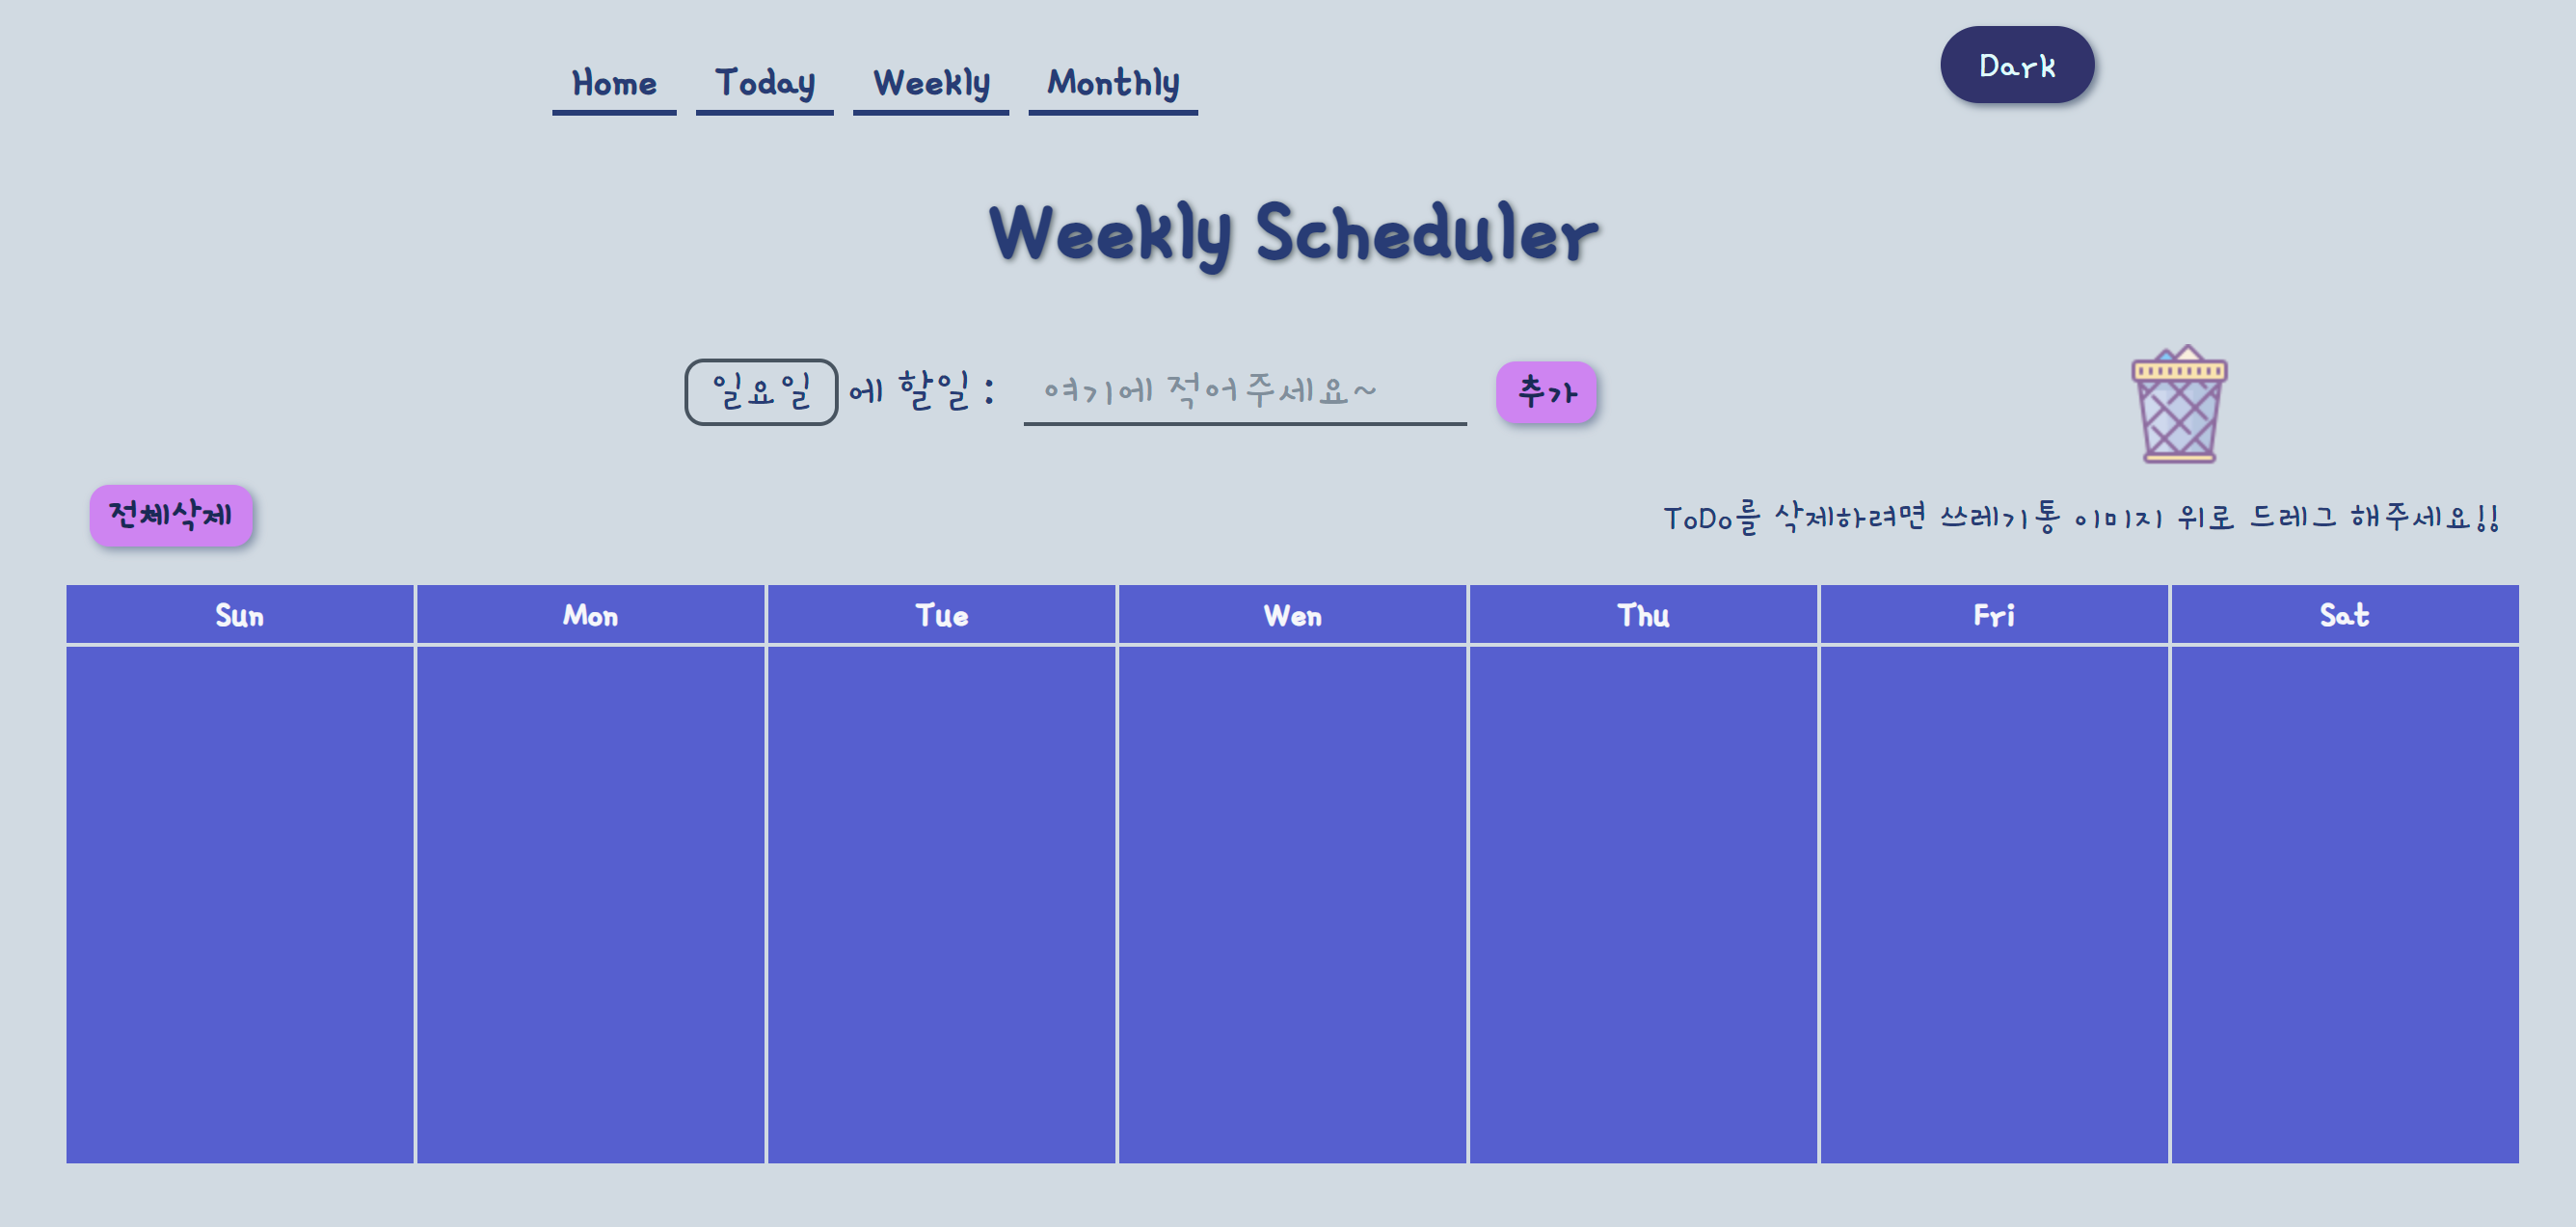 Home Today Weekly Monthly
Dark
Weekly Scheduler
일요일 에 할일 : 여기에 적어주세요~ 추가
전체삭제
ToDo를 삭제하려면 쓰레기통 이미지 위로 드레그 해주세요!!
Sun Mon Tue Wen Thu Fri Sat